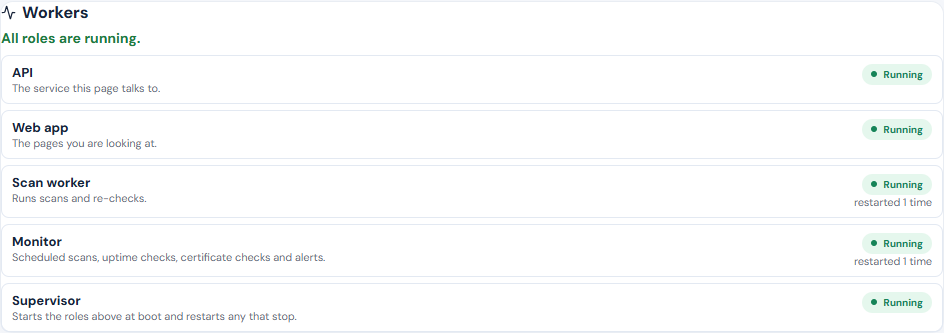 Workers
All roles are running.
API
Running
The service this page talks to.
Web app
Running
The pages you are looking at.
Scan worker
Running
Runs scans and re-checks.
restarted 1 time
Monitor
Running
Scheduled scans, uptime checks, certificate checks and alerts.
restarted 1 time
Supervisor
Running
Starts the roles above at boot and restarts any that stop.